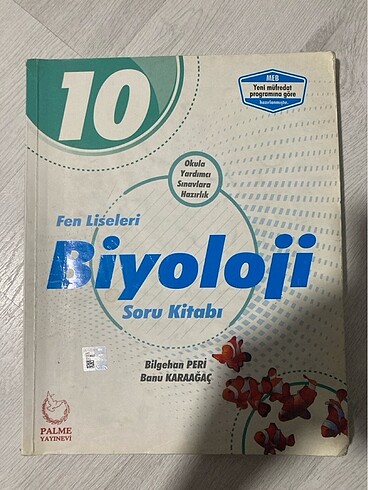 10
MEB
Yeni müfredat
programına göre
hazırlanmıştır.
Okula
Yardımcı
Sınavlara
Hazırlık
Fen Liseleri
Biyoloji
Soru Kitabı
Bilgehan PERİ
Banu KARAAĞAÇ
PALME
YAYINEVİ